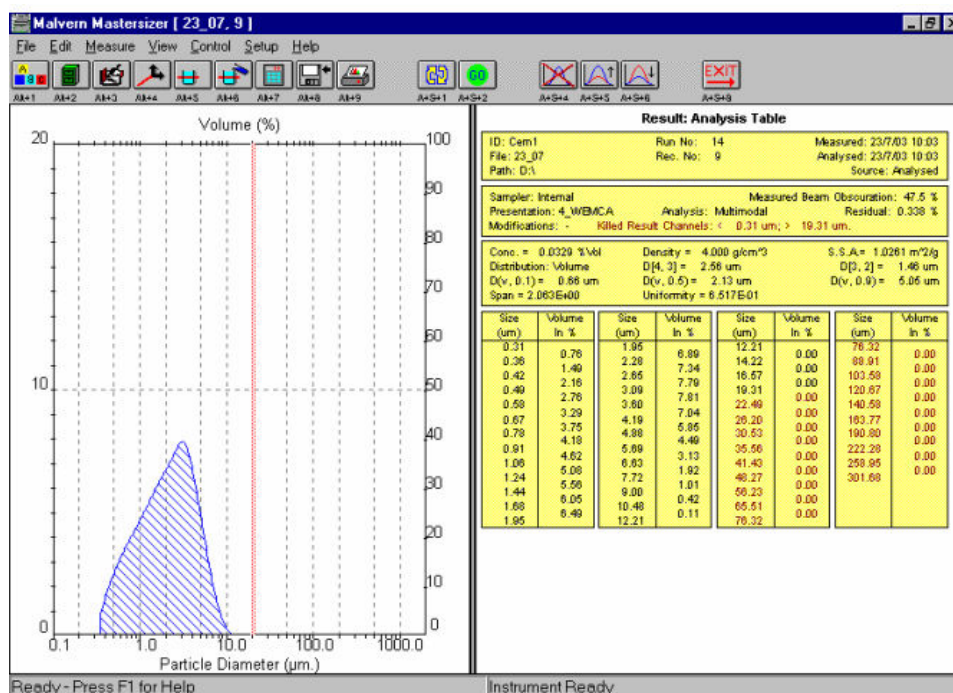 Malvern Mastersizer [ 23_07, 9 ]
File Edit Measure View Control Setup Help
Alt+1 Alt+2 Alt+3 Alt+4 Alt+5 Alt+6 Alt+7 Alt+8 Alt+9 A+S+1 A+S+2 A+S+4 A+S+5 A+S+6 A+S+9
GO
EXIT
Volume (%)
20 100
90
80
70
60
10 50
40
30
20
10
0 0
0.1 1.0 10.0 100.0 1000.0
Particle Diameter (µm.)
Result: Analysis Table
ID: Cem1 Run No: 14 Measured: 23/7/03 10:03
File: 23_07 Rec. No: 9 Analysed: 23/7/03 10:03
Path: D:\ Source: Analysed
Sampler: Internal Measured Beam Obscuration: 47.5 %
Presentation: 4_WEMCA Analysis: Multimodal Residual: 0.338 %
Modifications: - Killed Result Channels: < 0.31 um; > 19.31 um.
Conc. = 0.0329 %Vol Density = 4.000 g/cm^3 S.S.A.= 1.0261 m^2/g
Distribution: Volume D[4, 3] = 2.56 um D[3, 2] = 1.46 um
D(v, 0.1) = 0.66 um D(v, 0.5) = 2.13 um D(v, 0.9) = 5.06 um
Span = 2.063E+00 Uniformity = 6.517E-01
Size Volume Size Volume Size Volume Size Volume
(um) In % (um) In % (um) In % (um) In %
0.31 1.95 12.21 76.32
0.76 6.89 0.00 0.00
0.36 2.28 14.22 88.91
1.49 7.34 0.00 0.00
0.42 2.65 16.57 103.58
2.16 7.79 0.00 0.00
0.49 3.09 19.31 120.67
2.76 7.81 0.00 0.00
0.58 3.60 22.49 140.58
3.29 7.04 0.00 0.00
0.67 4.19 26.20 163.77
3.75 5.85 0.00 0.00
0.78 4.88 30.53 190.80
4.18 4.49 0.00 0.00
0.91 5.69 35.56 222.28
4.62 3.13 0.00 0.00
1.06 6.63 41.43 258.95
5.08 1.92 0.00 0.00
1.24 7.72 48.27 301.68
5.56 1.01 0.00
1.44 9.00 56.23
6.05 0.42 0.00
1.68 10.48 65.51
6.49 0.11 0.00
1.95 12.21 76.32
Ready - Press F1 for Help Instrument Ready